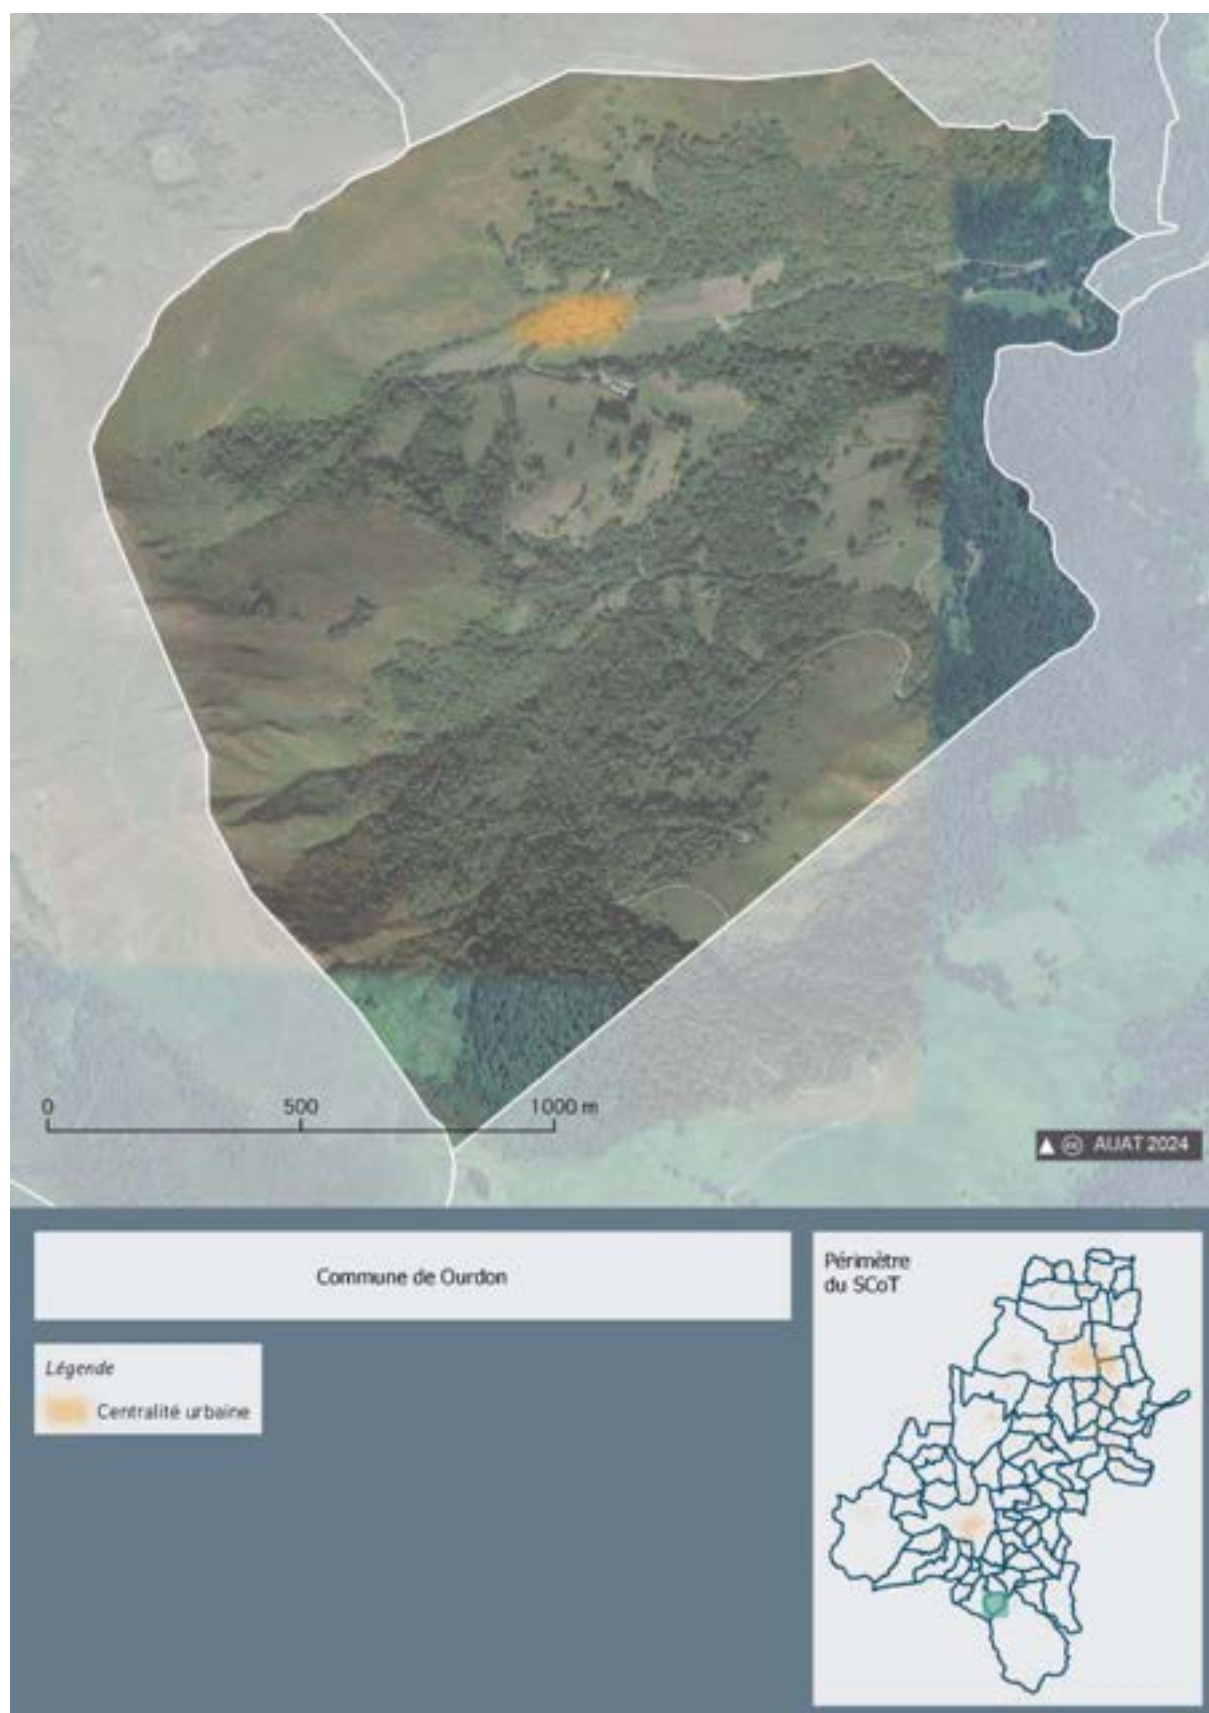 0 500 1000 m
AUAT 2024
Commune de Ourdon
Légende
Centralité urbaine
Périmètre
du SCoT